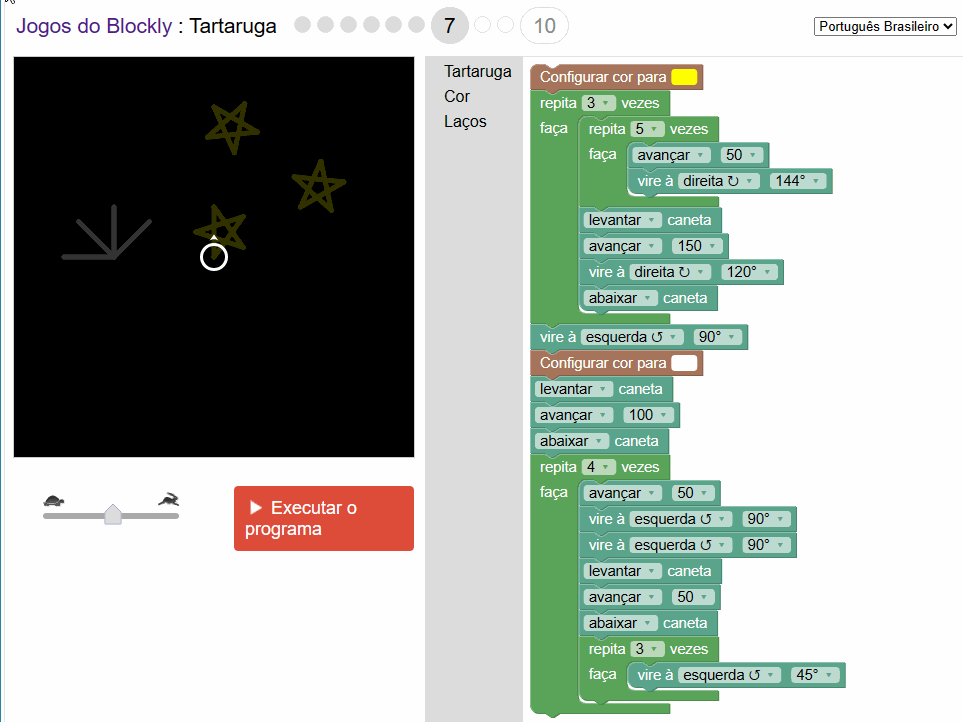 Jogos do Blockly : Tartaruga 7 10 Português Brasileiro
Tartaruga
Cor
Laços
Executar o programa
Configurar cor para
repita 3 vezes
faça repita 5 vezes
faça avançar 50
vire à direita ↻ 144°
levantar caneta
avançar 150
vire à direita ↻ 120°
abaixar caneta
vire à esquerda ↺ 90°
Configurar cor para
levantar caneta
avançar 100
abaixar caneta
repita 4 vezes
faça avançar 50
vire à esquerda ↺ 90°
vire à esquerda ↺ 90°
levantar caneta
avançar 50
abaixar caneta
repita 3 vezes
faça vire à esquerda ↺ 45°